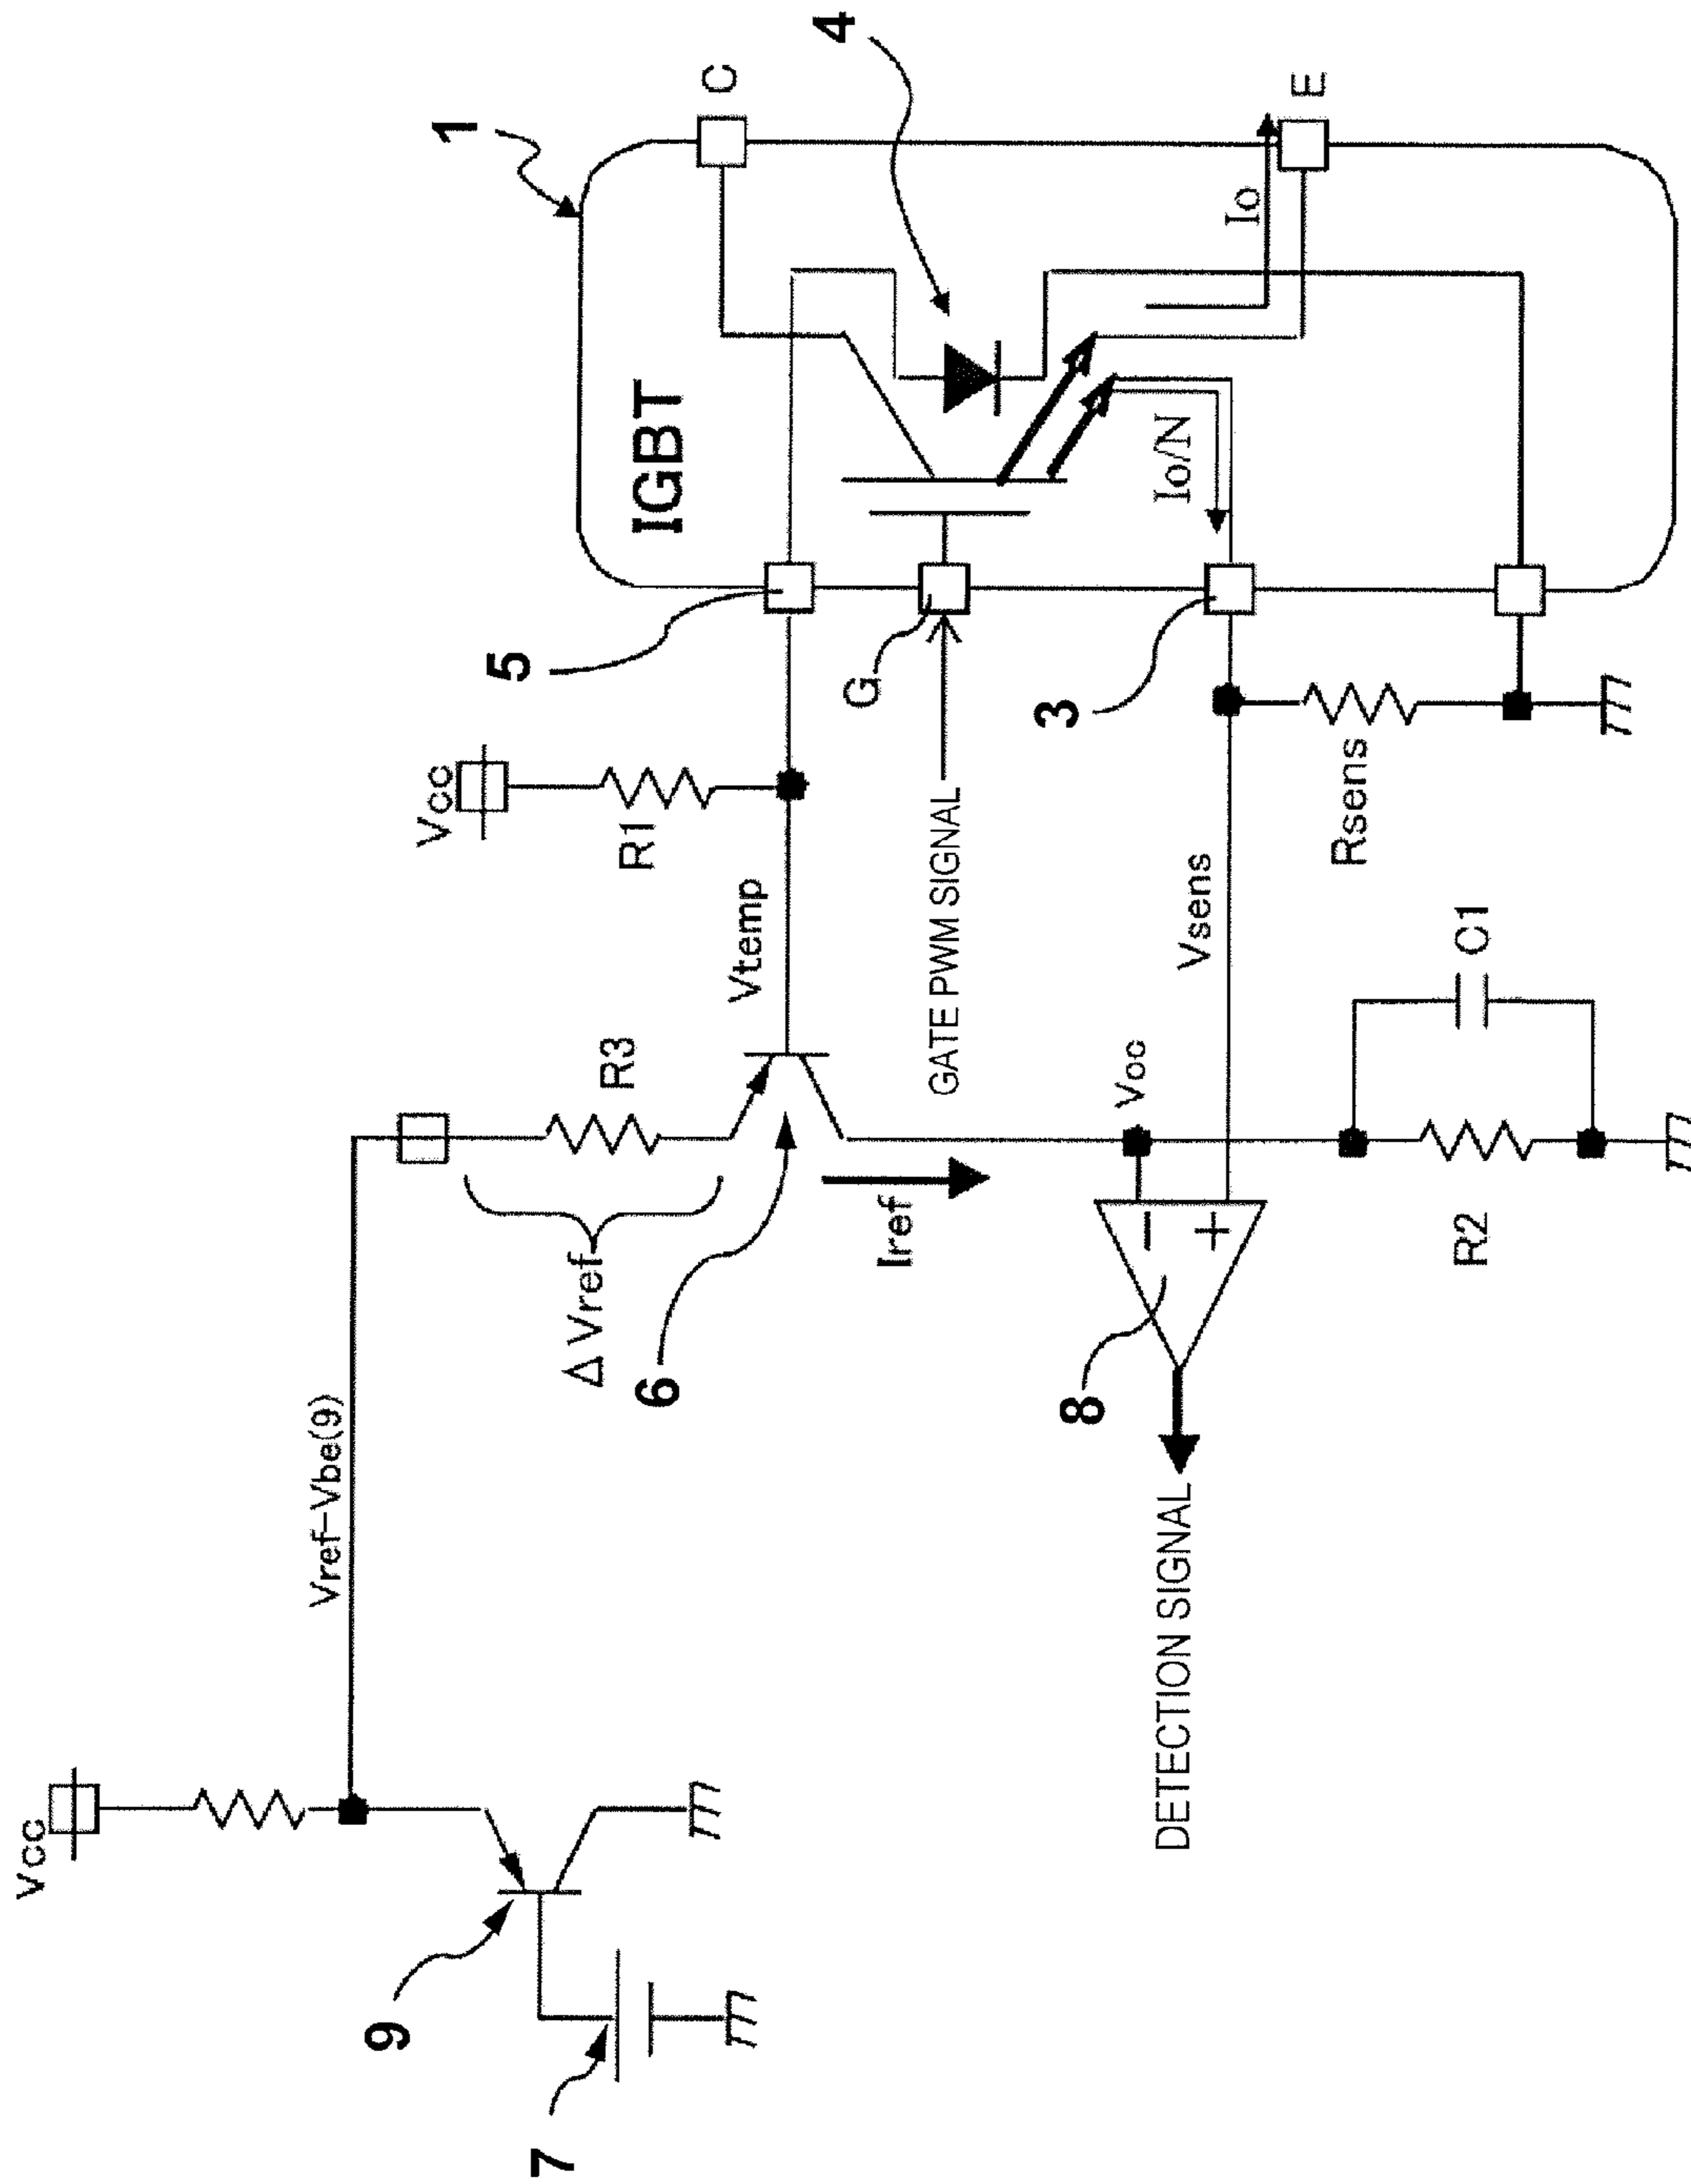 Vcc
Vref-Vbe(9)
9
Vcc
1
5
7
ΔVref
R3
R1
6
IGBT
C
Vtemp
4
G
Iref
GATE PWM SIGNAL
3
8
Voc
−
DETECTION SIGNAL
Io/N
Vsens
+
Io
E
Rsens
R2
C1